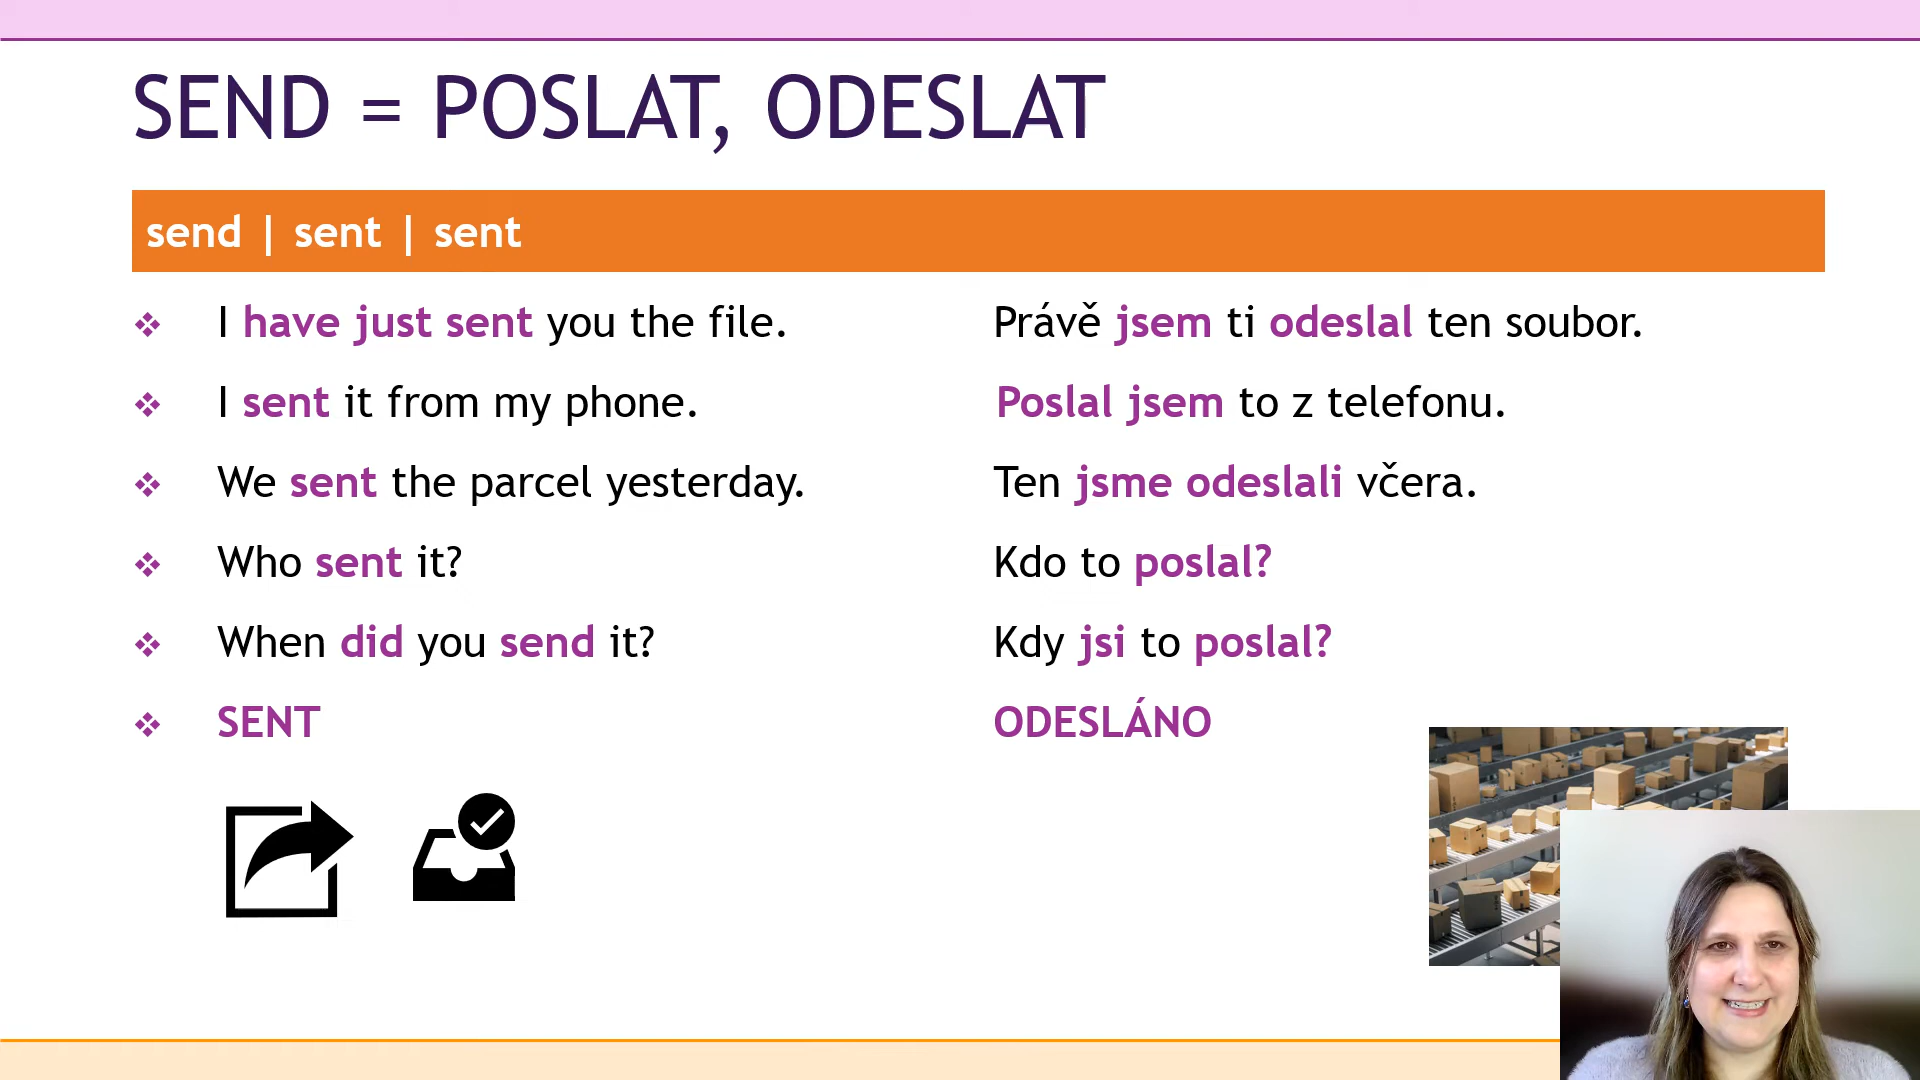 SEND = POSLAT, ODESLAT
send | sent | sent
I have just sent you the file.
Právě jsem ti odeslal ten soubor.
I sent it from my phone.
Poslal jsem to z telefonu.
We sent the parcel yesterday.
Ten jsme odeslali včera.
Who sent it?
Kdo to poslal?
When did you send it?
Kdy jsi to poslal?
SENT
ODESLÁNO